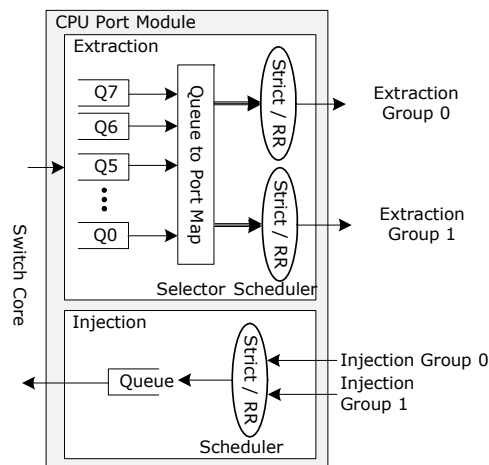 CPU Port Module
Extraction
Q7
Q6
Q5
Q0
Queue to Port Map
Strict / RR
Strict / RR
Extraction
Group 0
Extraction
Group 1
Selector
Scheduler
Switch Core
Injection
Queue
Strict / RR
Scheduler
Injection Group 0
Injection
Group 1